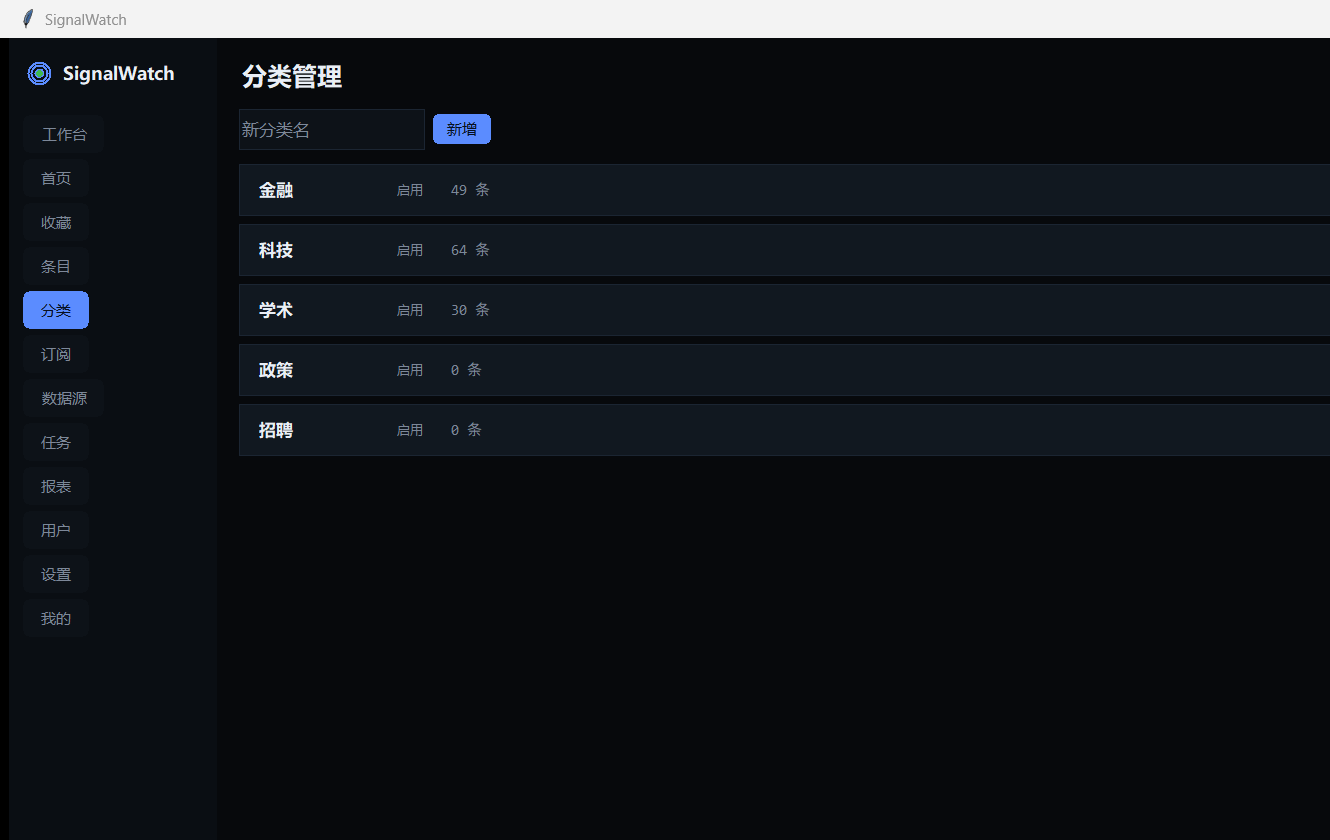 SignalWatch
SignalWatch
工作台
首页
收藏
条目
分类
订阅
数据源
任务
报表
用户
设置
我的
分类管理
新分类名 新增
金融 启用 49 条
科技 启用 64 条
学术 启用 30 条
政策 启用 0 条
招聘 启用 0 条